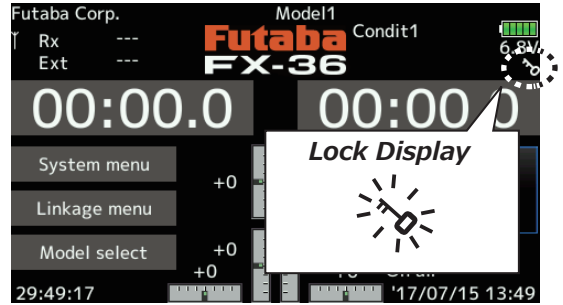 Futaba Corp.
Model1
Rx ---
Ext ---
Futaba
FX-36
Condit1
6.8V
00:00.0
00:00 0
Lock Display
System menu
+0
Linkage menu
Model select
+0
+0
29:49:17
'17/07/15 13:49